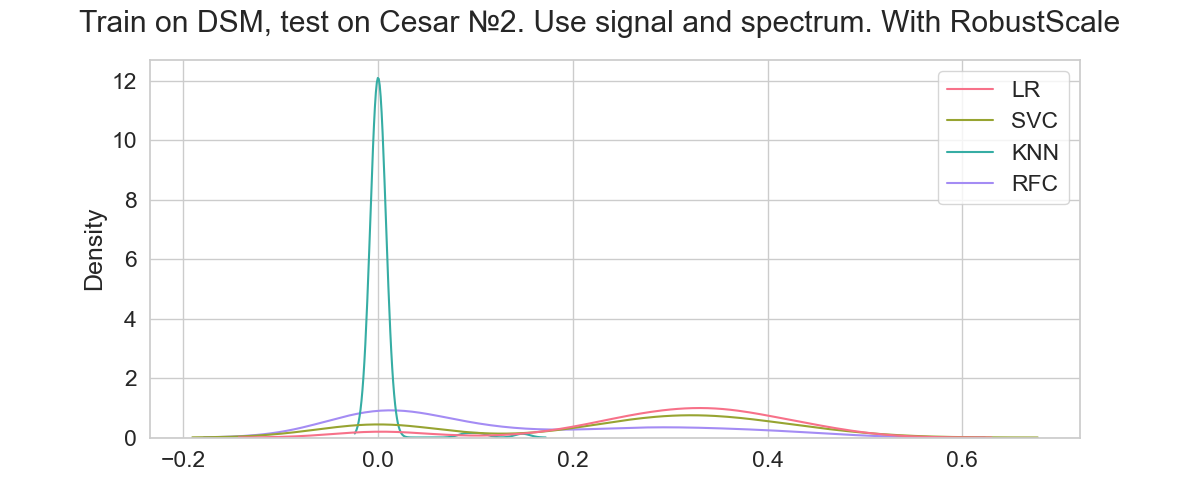 Train on DSM, test on Cesar №2. Use signal and spectrum. With RobustScale
12
10
8
6
4
2
0
Density
LR
SVC
KNN
RFC
−0.2 0.0 0.2 0.4 0.6